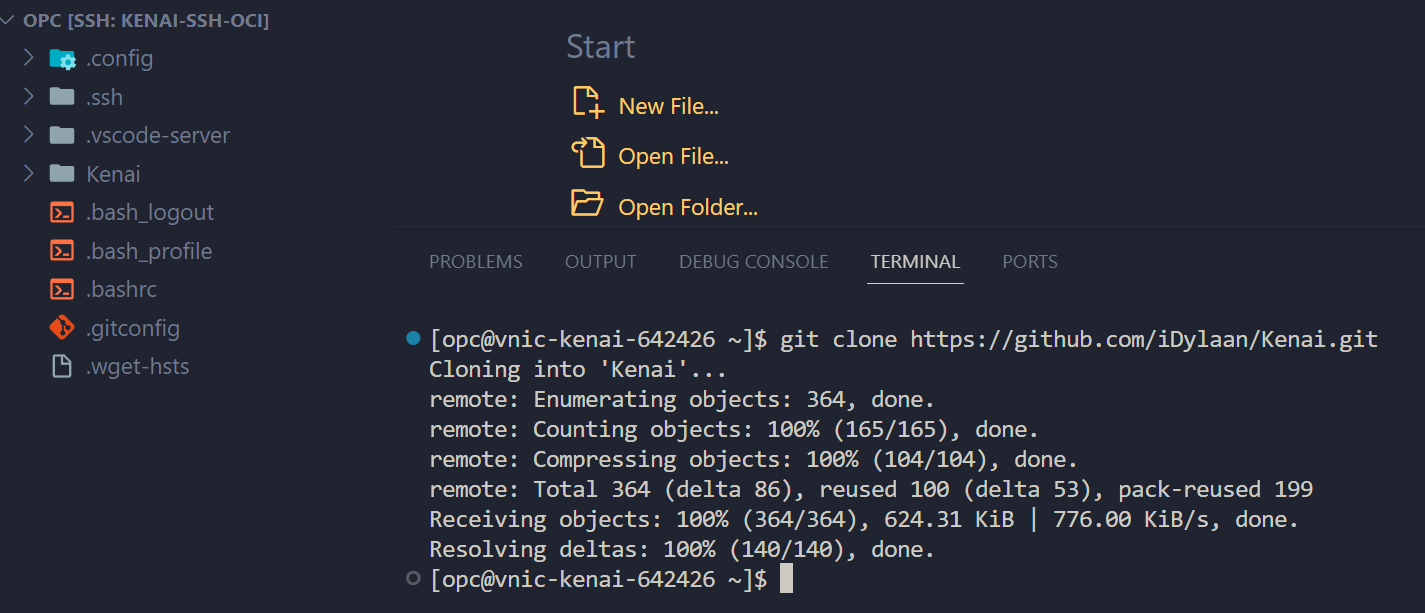 OPC [SSH: KENAI-SSH-OCI]
.config
.ssh
.vscode-server
Kenai
.bash_logout
.bash_profile
.bashrc
.gitconfig
.wget-hsts
Start
New File...
Open File...
Open Folder...
PROBLEMS OUTPUT DEBUG CONSOLE TERMINAL PORTS
[opc@vnic-kenai-642426 ~]$ git clone https://github.com/iDylaan/Kenai.git
Cloning into 'Kenai'...
remote: Enumerating objects: 364, done.
remote: Counting objects: 100% (165/165), done.
remote: Compressing objects: 100% (104/104), done.
remote: Total 364 (delta 86), reused 100 (delta 53), pack-reused 199
Receiving objects: 100% (364/364), 624.31 KiB | 776.00 KiB/s, done.
Resolving deltas: 100% (140/140), done.
[opc@vnic-kenai-642426 ~]$